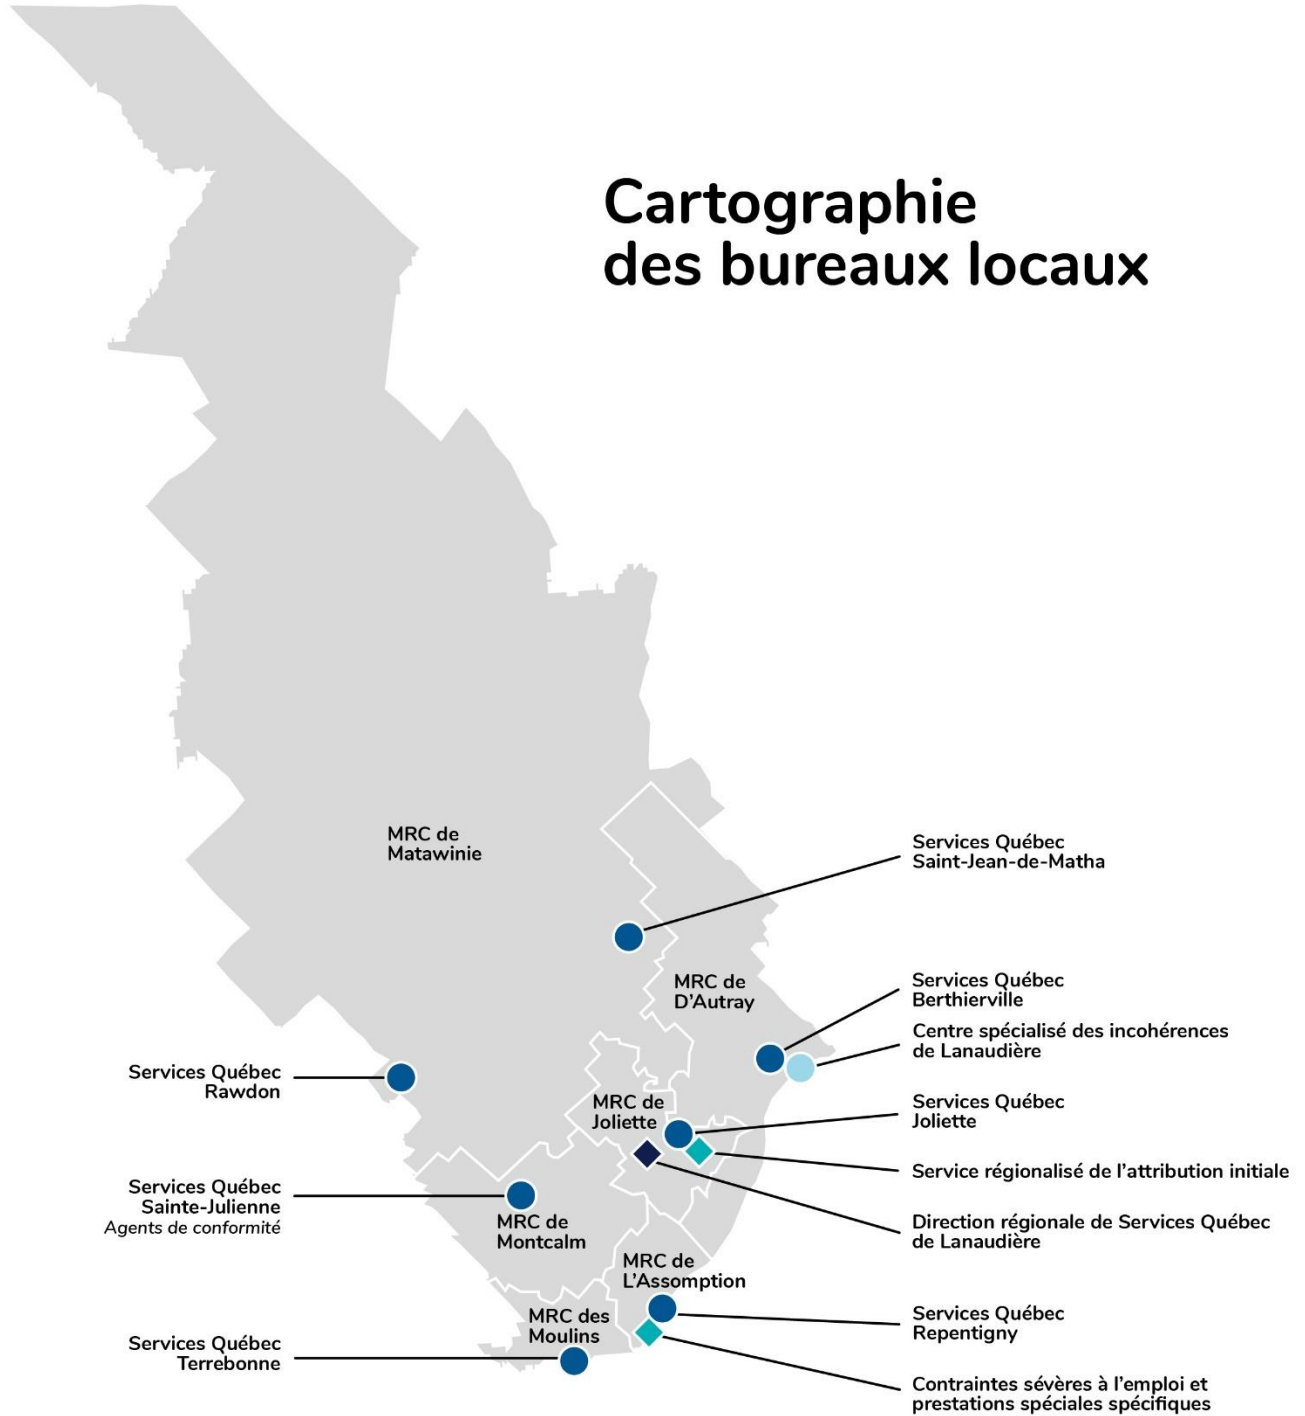 Cartographie
des bureaux locaux
MRC de
Matawinie
Services Québec
Saint-Jean-de-Matha
MRC de
D'Autray
Services Québec
Berthierville
Centre spécialisé des incohérences
de Lanaudière
Services Québec
Rawdon
MRC de
Joliette
Services Québec
Joliette
Service régionalisé de l'attribution initiale
Services Québec
Sainte-Julienne
Agents de conformité
MRC de
Montcalm
Direction régionale de Services Québec
de Lanaudière
MRC de
L'Assomption
MRC des
Moulins
Services Québec
Repentigny
Services Québec
Terrebonne
Contraintes sévères à l'emploi et
prestations spéciales spécifiques